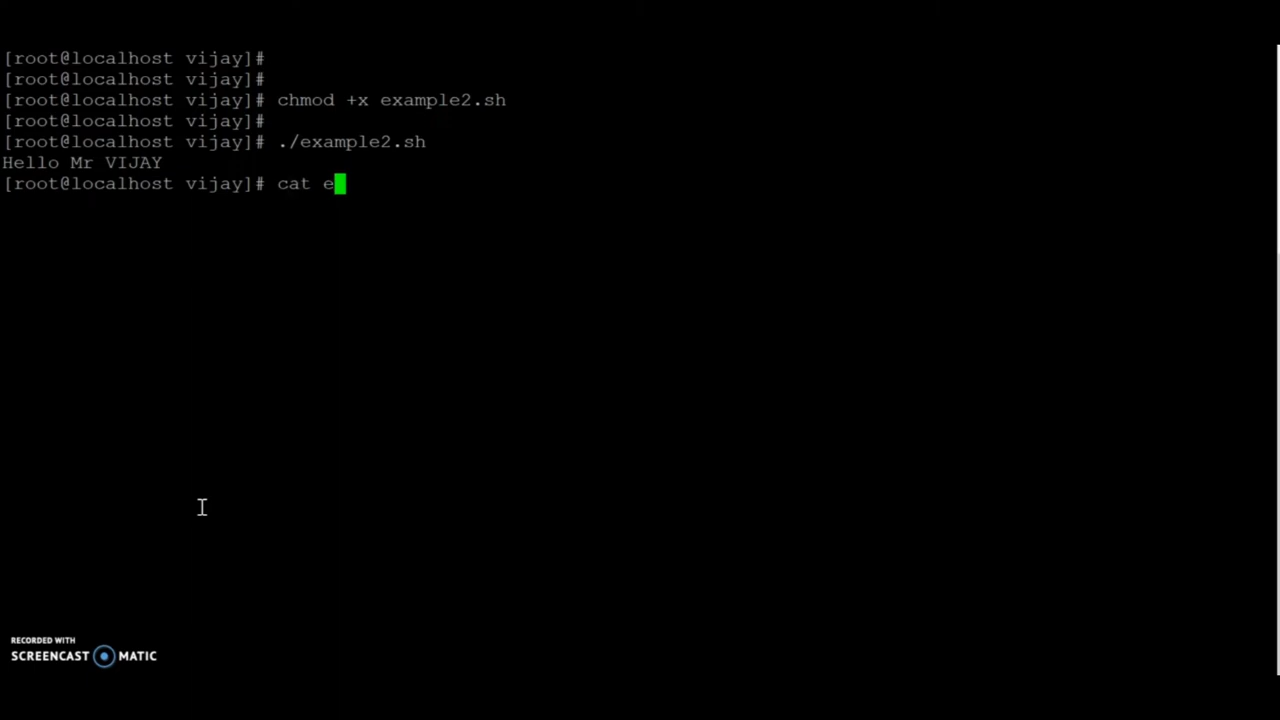 [root@localhost vijay]#
[root@localhost vijay]#
[root@localhost vijay]# chmod +x example2.sh
[root@localhost vijay]#
[root@localhost vijay]# ./example2.sh
Hello Mr VIJAY
[root@localhost vijay]# cat e
RECORDED WITH
SCREENCAST MATIC